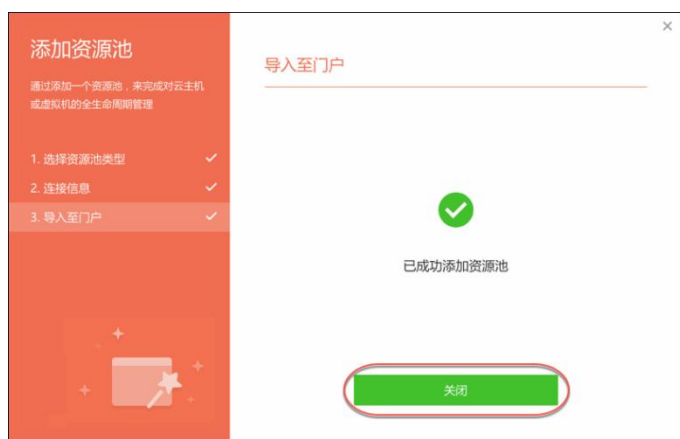 添加资源池
通过添加一个资源池，来完成对云主机
或虚拟机的全生命周期管理
1. 选择资源池类型
2. 连接信息
3. 导入至门户
导入至门户
已成功添加资源池
关闭